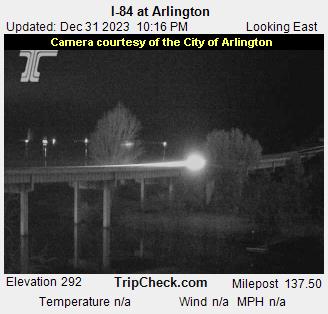 I-84 at Arlington
Updated: Dec 31 2023 10:16 PM Looking East
Camera courtesy of the City of Arlington
Elevation 292 TripCheck.com Milepost 137.50
Temperature n/a Wind n/a MPH n/a